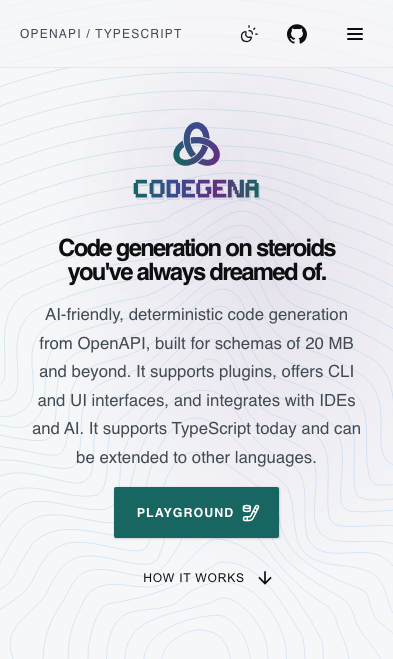 OPENAPI / TYPESCRIPT
CODEGENA
Code generation on steroids
you've always dreamed of.
AI-friendly, deterministic code generation
from OpenAPI, built for schemas of 20 MB
and beyond. It supports plugins, offers CLI
and UI interfaces, and integrates with IDEs
and AI. It supports TypeScript today and can
be extended to other languages.
PLAYGROUND
HOW IT WORKS